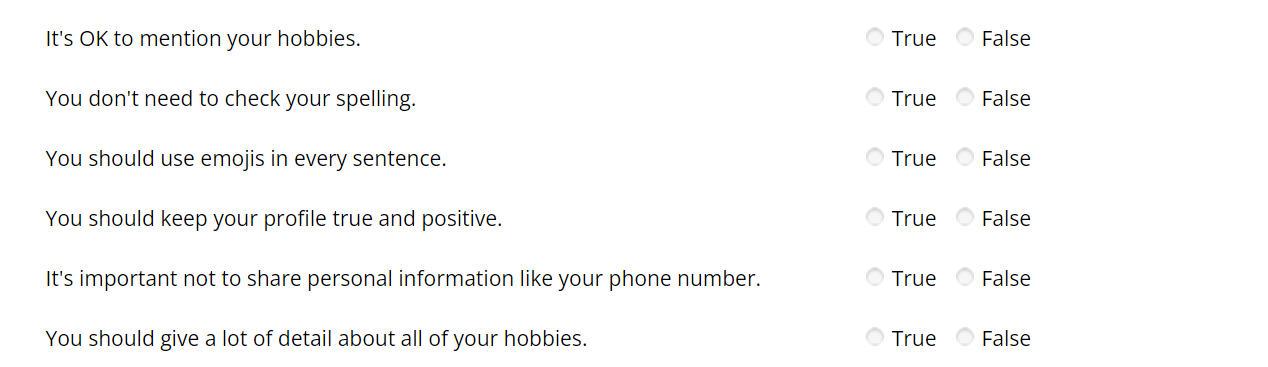 It's OK to mention your hobbies. True False
You don't need to check your spelling. True False
You should use emojis in every sentence. True False
You should keep your profile true and positive. True False
It's important not to share personal information like your phone number. True False
You should give a lot of detail about all of your hobbies. True False